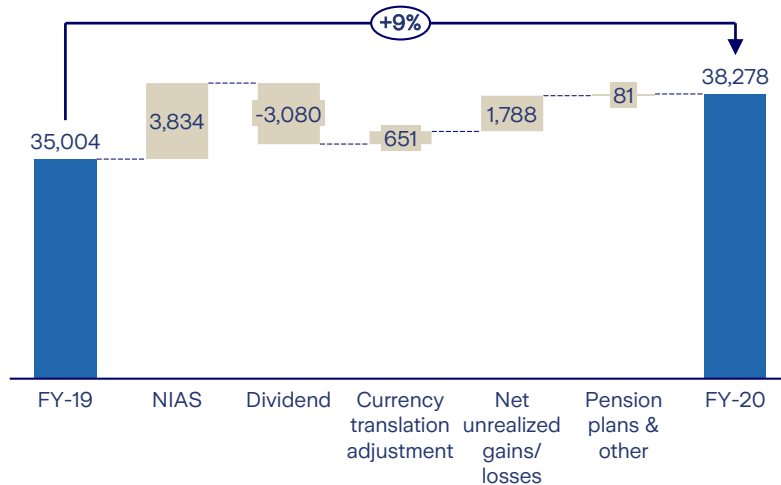 +9%
35,004
3,834
-3,080
651
1,788
81
38,278
FY-19
NIAS
Dividend
Currency
translation
adjustment
Net
unrealized
gains/
losses
Pension
plans &
other
FY-20